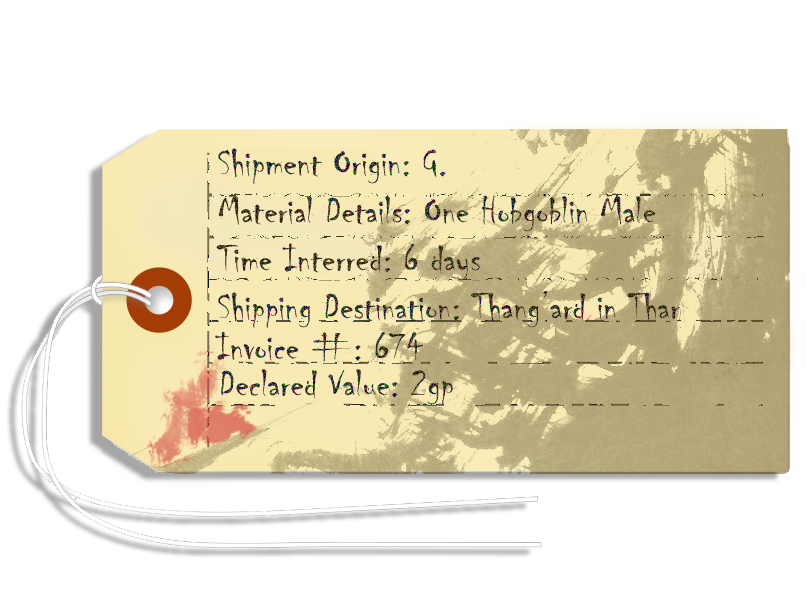 Shipment Origin: G.
Material Details: One Hobgoblin Male
Time Interred: 6 days
Shipping Destination: Thang'ard in Thar
Invoice #: 674
Declared Value: 2gp